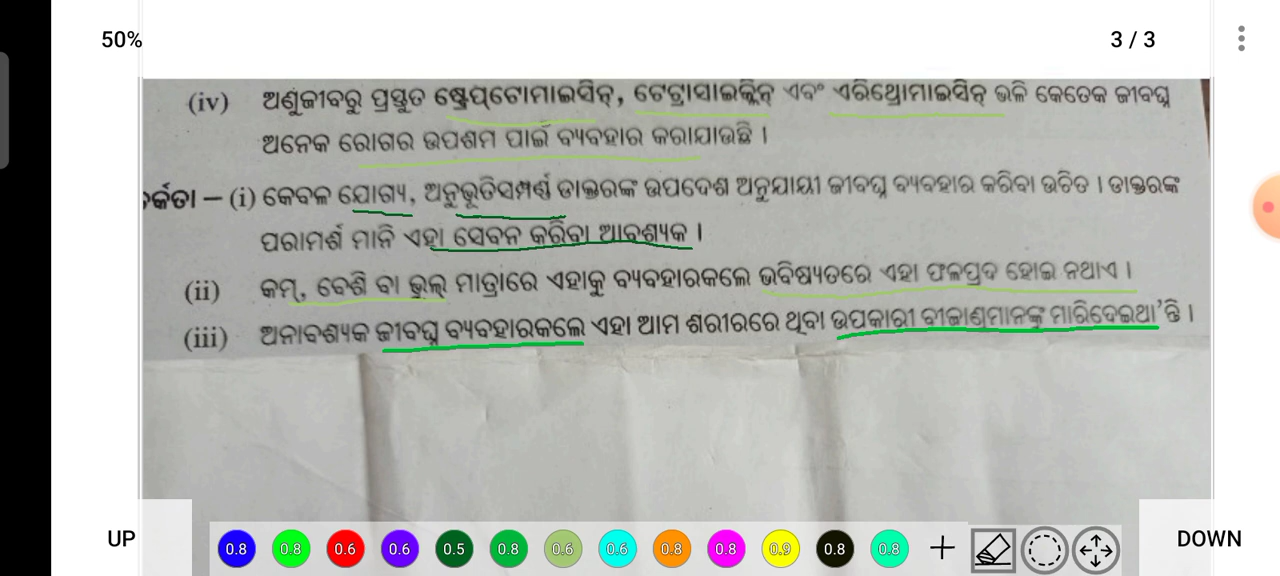 50%
3 / 3
(iv) ଅଣୁଜୀବରୁ ପ୍ରସ୍ତୁତ ଷ୍ଟ୍ରେପ୍‌ଟୋମାଇସିନ୍, ଟେଟ୍ରାସାଇକ୍ଲିନ୍ ଏବଂ ଏରିଥ୍ରୋମାଇସିନ୍ ଭଳି କେତେକ ଜୀବଘ୍ନ
ଅନେକ ରୋଗର ଉପଶମ ପାଇଁ ବ୍ୟବହାର କରାଯାଉଛି ।
ର୍କତା – (i) କେବଳ ଯୋଗ୍ୟ, ଅନୁଭୂତିସମ୍ପର୍ଣ୍ଣ ଡାକ୍ତରଙ୍କ ଉପଦେଶ ଅନୁଯାୟୀ ଜୀବଘ୍ନ ବ୍ୟବହାର କରିବା ଉଚିତ । ଡାକ୍ତରଙ୍କ
ପରାମର୍ଶ ମାନି ଏହା ସେବନ କରିବା ଆବଶ୍ୟକ ।
(ii) କମ୍, ବେଶି ବା ଭୁଲ୍ ମାତ୍ରାରେ ଏହାକୁ ବ୍ୟବହାରକଲେ ଭବିଷ୍ୟତରେ ଏହା ଫଳପ୍ରଦ ହୋଇ ନଥାଏ ।
(iii) ଅନାବଶ୍ୟକ ଜୀବଘ୍ନ ବ୍ୟବହାରକଲେ ଏହା ଆମ ଶରୀରରେ ଥିବା ଉପକାରୀ ବୀଜାଣୁମାନଙ୍କୁ ମାରିଦେଇଥା'ନ୍ତି ।
UP
0.8 0.8 0.6 0.6 0.5 0.8 0.6 0.6 0.8 0.8 0.9 0.8 0.8
DOWN